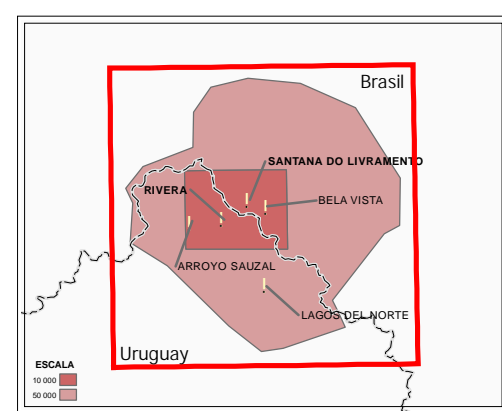 Brasil
SANTANA DO LIVRAMENTO
RIVERA
BELA VISTA
ARROYO SAUZAL
LAGOS DEL NORTE
Uruguay
ESCALA
10 000
50 000